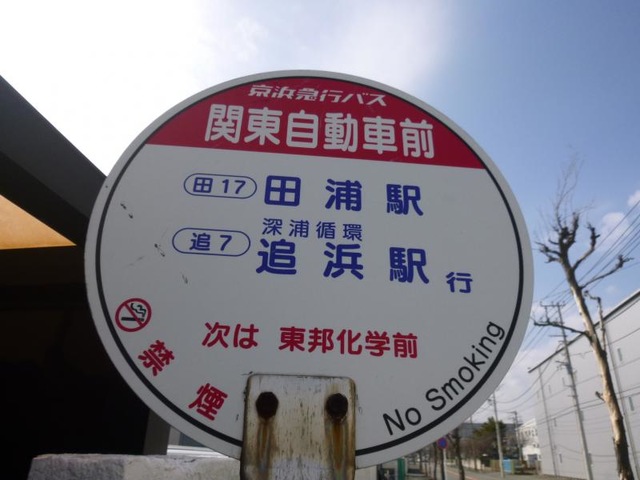 京浜急行バス
関東自動車前
田17 田浦駅
深浦循環
追7 追浜駅行
次は 東邦化学前
禁煙
No Smoking